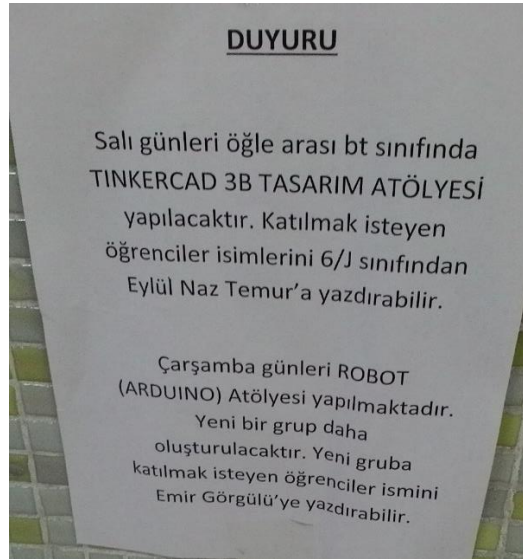 DUYURU
Salı günleri öğle arası bt sınıfında
TINKERCAD 3B TASARIM ATÖLYESİ
yapılacaktır. Katılmak isteyen
öğrenciler isimlerini 6/J sınıfından
Eylül Naz Temur'a yazdırabilir.
Çarşamba günleri ROBOT
(ARDUINO) Atölyesi yapılmaktadır.
Yeni bir grup daha
oluşturulacaktır. Yeni gruba
katılmak isteyen öğrenciler ismini
Emir Görgülü'ye yazdırabilir.